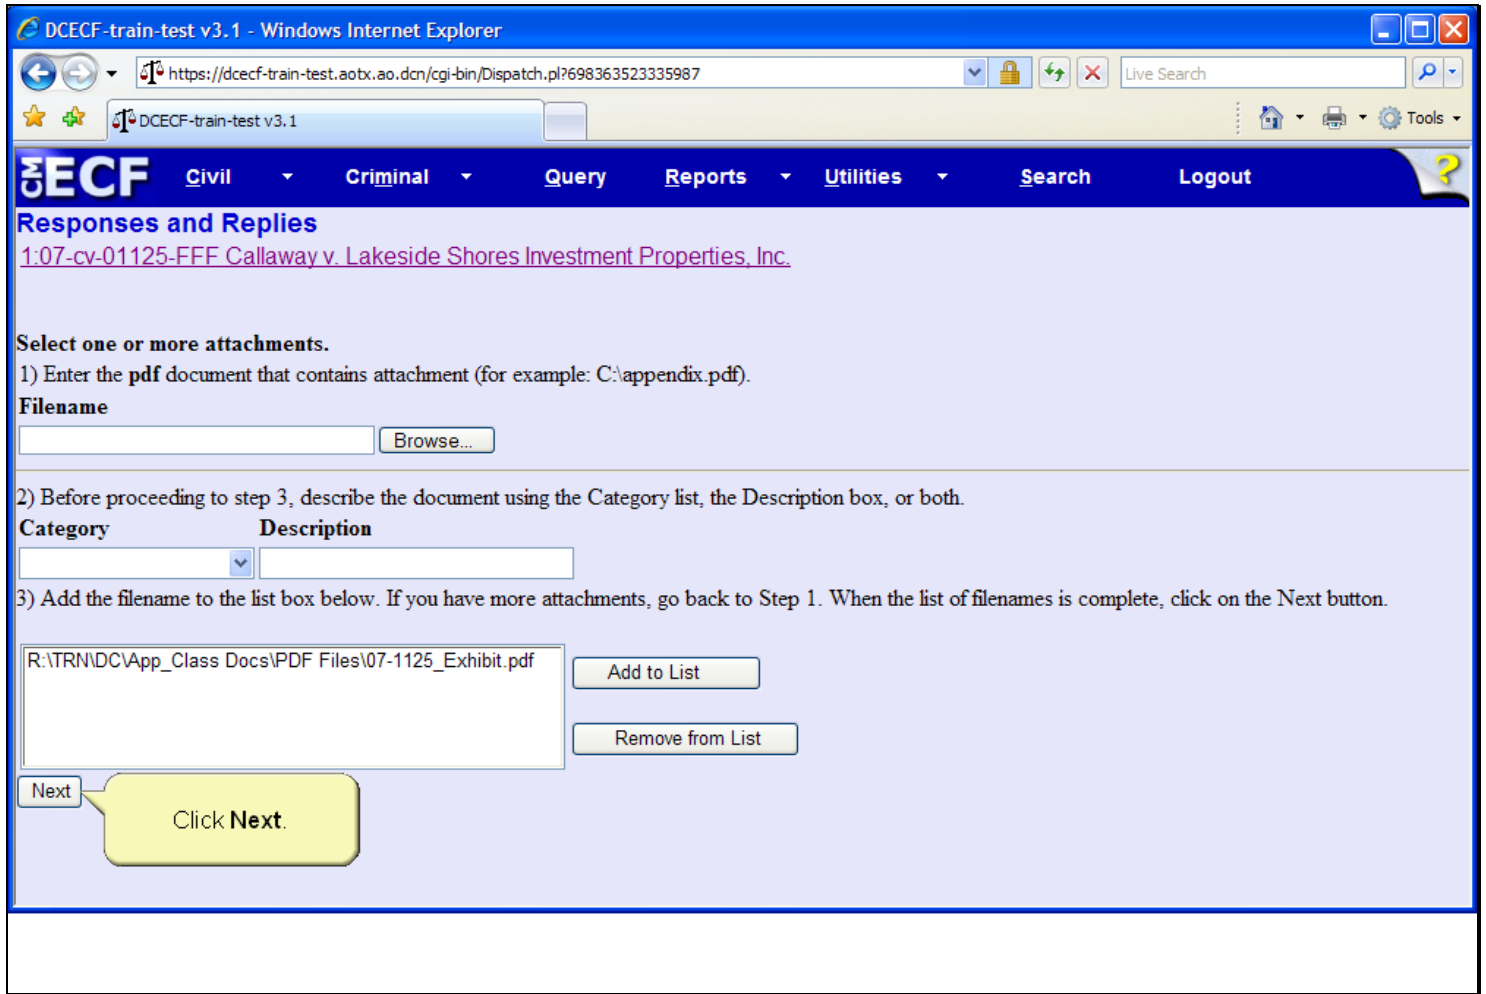 DCECF-train-test v3.1 - Windows Internet Explorer
https://dcecf-train-test.aotx.ao.dcn/cgi-bin/Dispatch.pl?698363523335987
Live Search
DCECF-train-test v3.1
Tools
CM ECF Civil Criminal Query Reports Utilities Search Logout ?
Responses and Replies
1:07-cv-01125-FFF Callaway v. Lakeside Shores Investment Properties, Inc.
Select one or more attachments.
1) Enter the pdf document that contains attachment (for example: C:\appendix.pdf).
Filename
Browse...
2) Before proceeding to step 3, describe the document using the Category list, the Description box, or both.
Category Description
3) Add the filename to the list box below. If you have more attachments, go back to Step 1. When the list of filenames is complete, click on the Next button.
R:\TRN\DC\App_Class Docs\PDF Files\07-1125_Exhibit.pdf
Add to List
Remove from List
Next
Click Next.